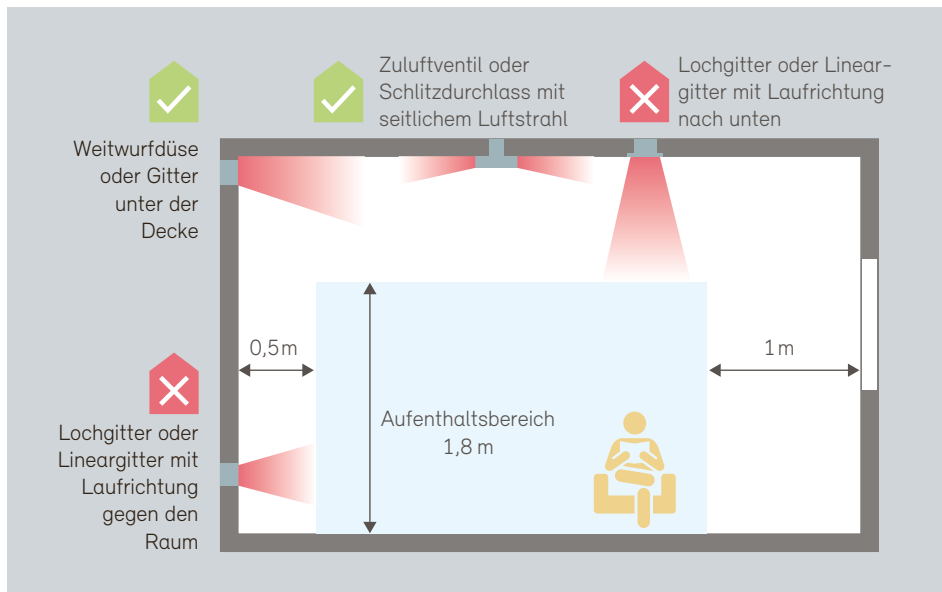 Zuluftventil oder
Schlitzdurchlass mit
seitlichem Luftstrahl
Lochgitter oder Linear-
gitter mit Laufrichtung
nach unten
Weitwurfdüse
oder Gitter
unter der
Decke
0,5 m
1 m
Aufenthaltsbereich
1,8 m
Lochgitter oder
Lineargitter mit
Laufrichtung
gegen den
Raum